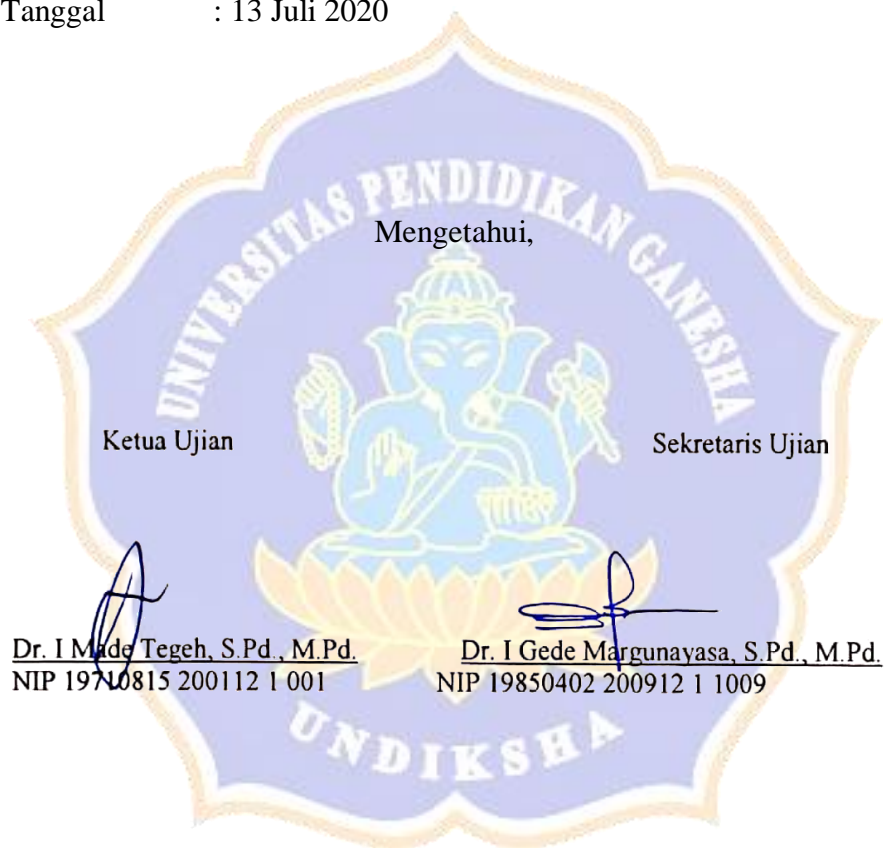 Tanggal : 13 Juli 2020
UNIVERSITAS PENDIDIKAN GANESHA
Mengetahui,
Ketua Ujian Sekretaris Ujian
Dr. I Made Tegeh, S.Pd., M.Pd. Dr. I Gede Margunayasa, S.Pd., M.Pd.
NIP 19710815 200112 1 001 NIP 19850402 200912 1 1009
UNDIKSHA